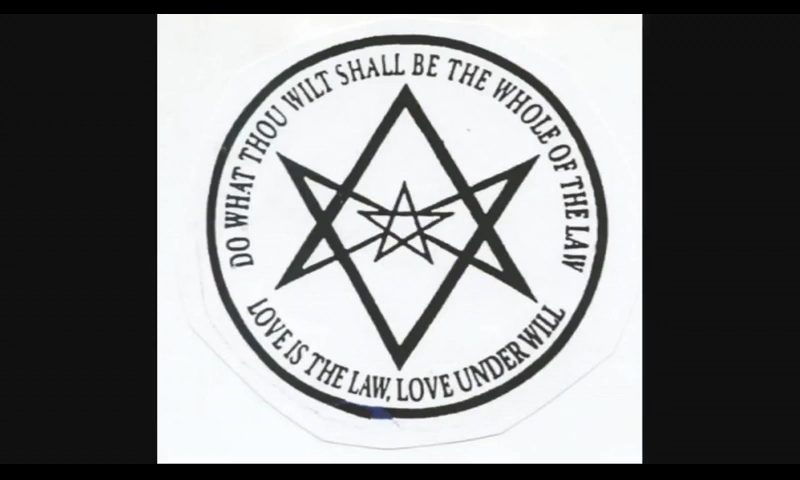 DO WHAT THOU WILT SHALL BE THE WHOLE OF THE LAW
LOVE IS THE LAW, LOVE UNDER WILL